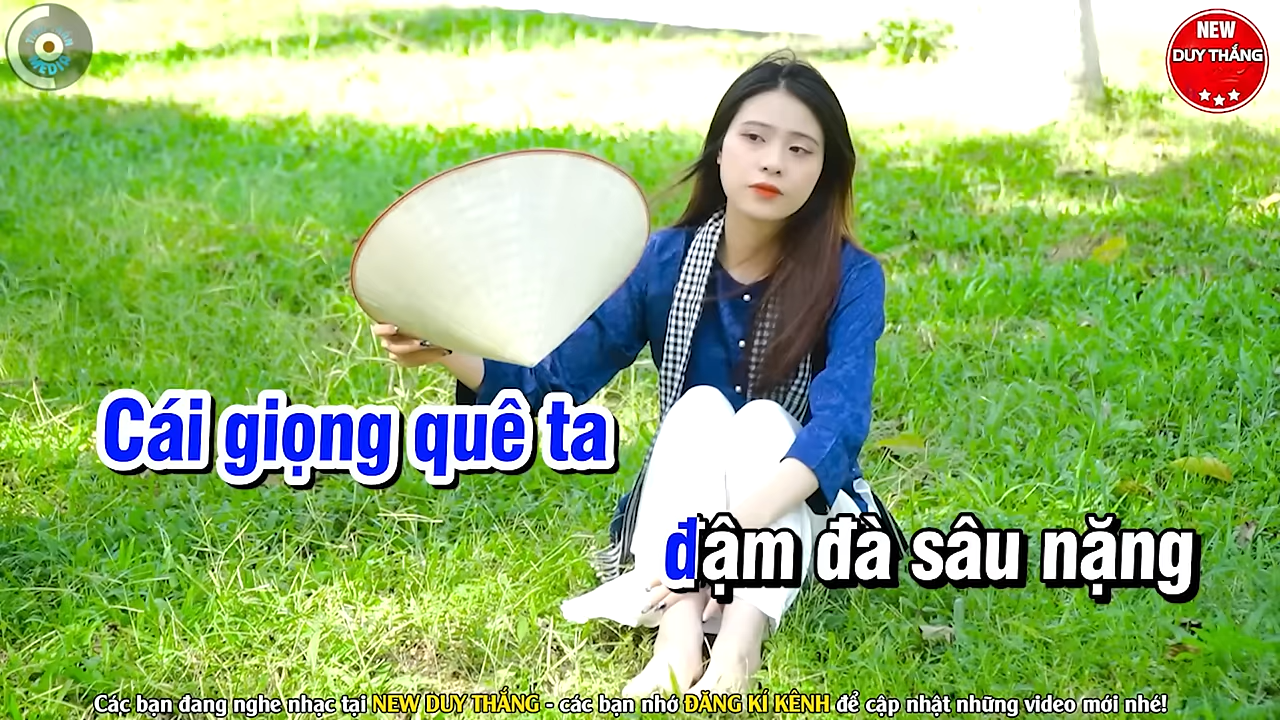 MEDIA
NEW
DUY THẮNG
Cái giọng quê ta
đậm đà sâu nặng
Các bạn đang nghe nhạc tại NEW DUY THẮNG - các bạn nhớ ĐĂNG KÍ KÊNH để cập nhật những video mới nhé!